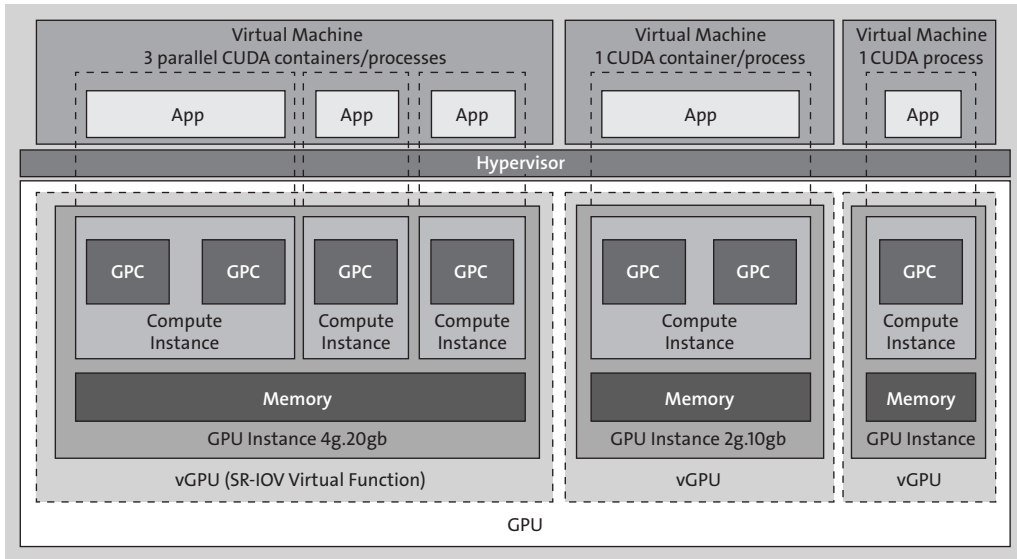 Virtual Machine
3 parallel CUDA containers/processes
Virtual Machine
1 CUDA container/process
Virtual Machine
1 CUDA process
App
App
App
App
App
Hypervisor
GPC
GPC
GPC
GPC
GPC
GPC
GPC
Compute
Instance
Compute
Instance
Compute
Instance
Compute
Instance
Compute
Instance
Memory
Memory
Memory
GPU Instance 4g.20gb
GPU Instance 2g.10gb
GPU Instance
vGPU (SR-IOV Virtual Function)
vGPU
vGPU
GPU